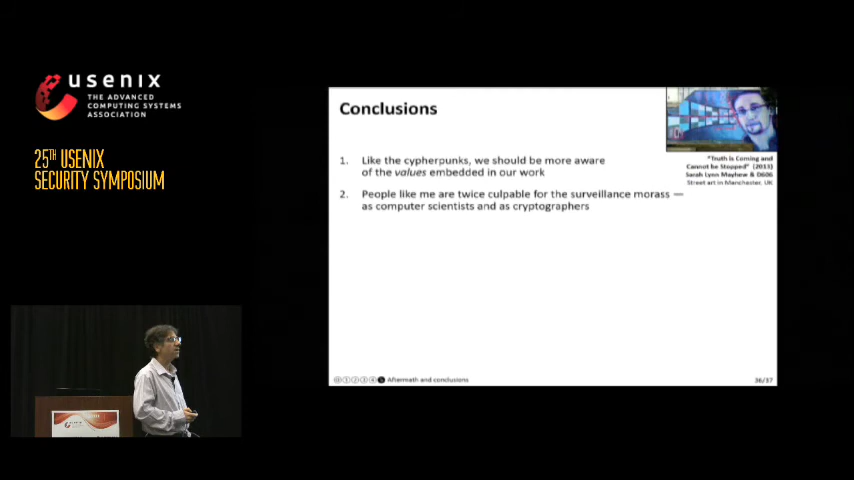 usenix
THE ADVANCED
COMPUTING SYSTEMS
ASSOCIATION
25TH USENIX
SECURITY SYMPOSIUM
Conclusions
1. Like the cypherpunks, we should be more aware
of the values embedded in our work
2. People like me are twice culpable for the surveillance morass —
as computer scientists and as cryptographers
"Truth is Coming and
Cannot be Stopped" (2013)
Sarah Lynn Mayhew & D606
Street art in Manchester, UK
Aftermath and conclusions
36/37